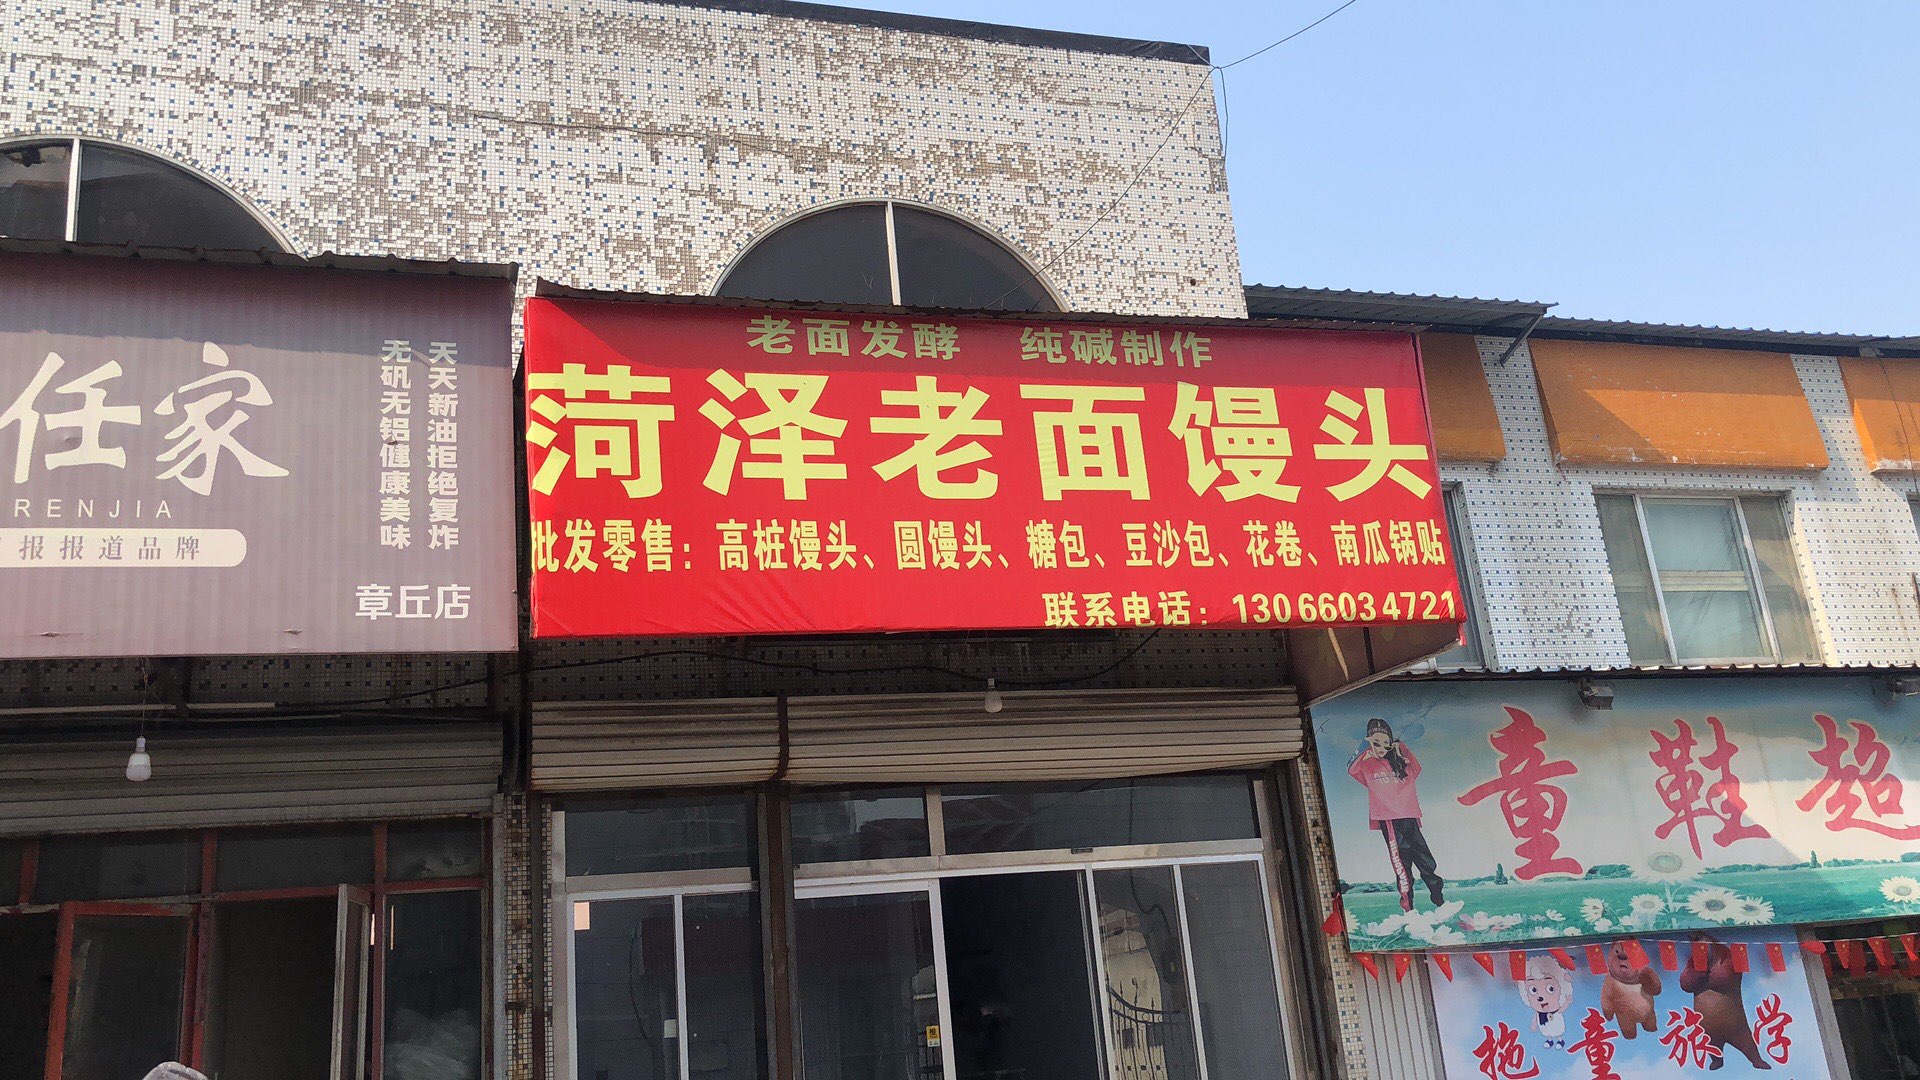 任家
RENJIA
报报道品牌
天天新油拒绝复炸
无矾无铝健康美味
章丘店
老面发酵 纯碱制作
菏泽老面馒头
批发零售：高桩馒头、圆馒头、糖包、豆沙包、花卷、南瓜锅贴
联系电话：13066034721
童鞋超
拖童旅学